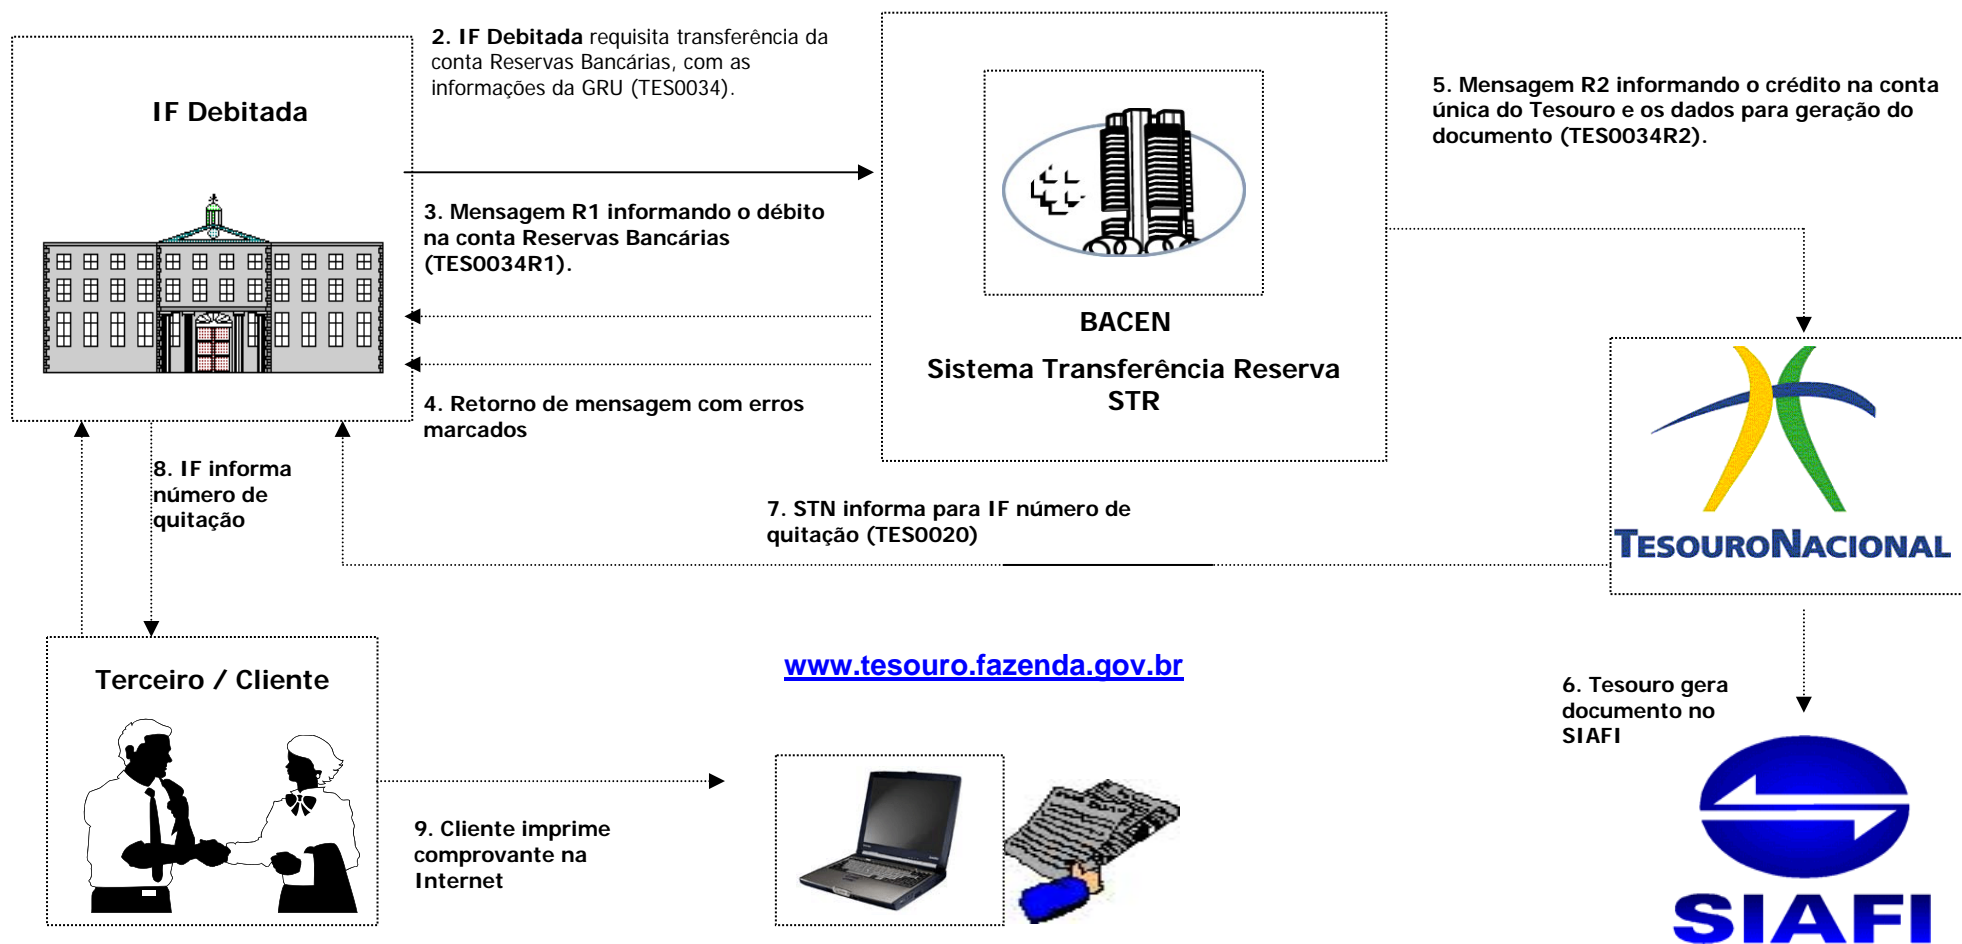 2. IF Debitada requisita transferência da
conta Reservas Bancárias, com as
informações da GRU (TES0034).
IF Debitada
5. Mensagem R2 informando o crédito na conta
única do Tesouro e os dados para geração do
documento (TES0034R2).
3. Mensagem R1 informando o débito
na conta Reservas Bancárias
(TES0034R1).
BACEN
Sistema Transferência Reserva
STR
4. Retorno de mensagem com erros
marcados
8. IF informa
número de
quitação
7. STN informa para IF número de
quitação (TES0020)
TESOURONACIONAL
Terceiro / Cliente
www.tesouro.fazenda.gov.br
6. Tesouro gera
documento no
SIAFI
9. Cliente imprime
comprovante na
Internet
SIAFI